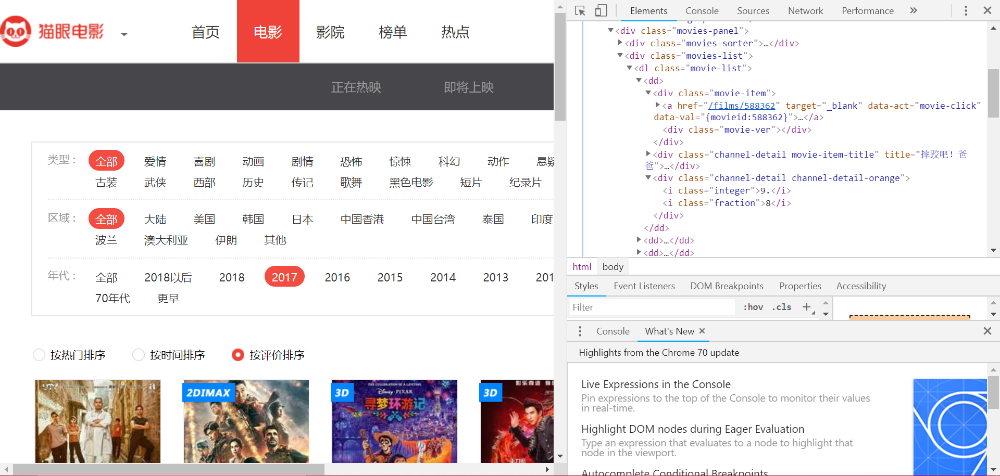 猫眼电影
首页 电影 影院 榜单 热点
正在热映 即将上映
类型 : 全部 爱情 喜剧 动画 剧情 恐怖 惊悚 科幻 动作 悬疑
古装 武侠 西部 历史 传记 歌舞 黑色电影 短片 纪录片
区域 : 全部 大陆 美国 韩国 日本 中国香港 中国台湾 泰国 印度
波兰 澳大利亚 伊朗 其他
年代 : 全部 2018以后 2018 2017 2016 2015 2014 2013 201
70年代 更早
按热门排序 按时间排序 按评价排序
2DIMAX
3D
Disney · PIXAR
寻梦环游记
3D
Elements Console Sources Network Performance »
▼<div class="movies-panel">
▶<div class="movies-sorter">…</div>
▼<div class="movies-list">
▼<dl class="movie-list">
▼<dd>
▼<div class="movie-item">
▶<a href="/films/588362" target="_blank" data-act="movie-click"
data-val="{movieid:588362}">…</a>
<div class="movie-ver"></div>
</div>
▶<div class="channel-detail movie-item-title" title="摔跤吧！爸
爸">…</div>
▼<div class="channel-detail channel-detail-orange">
<i class="integer">9.</i>
<i class="fraction">8</i>
</div>
</dd>
▶<dd>…</dd>
▶<dd>…</dd>
html body
Styles Event Listeners DOM Breakpoints Properties Accessibility
Filter :hov .cls +
Console What's New ×
Highlights from the Chrome 70 update
Live Expressions in the Console
Pin expressions to the top of the Console to monitor their values
in real-time.
Highlight DOM nodes during Eager Evaluation
Type an expression that evaluates to a node to highlight that
node in the viewport.
Autocomplete Conditional Breakpoints